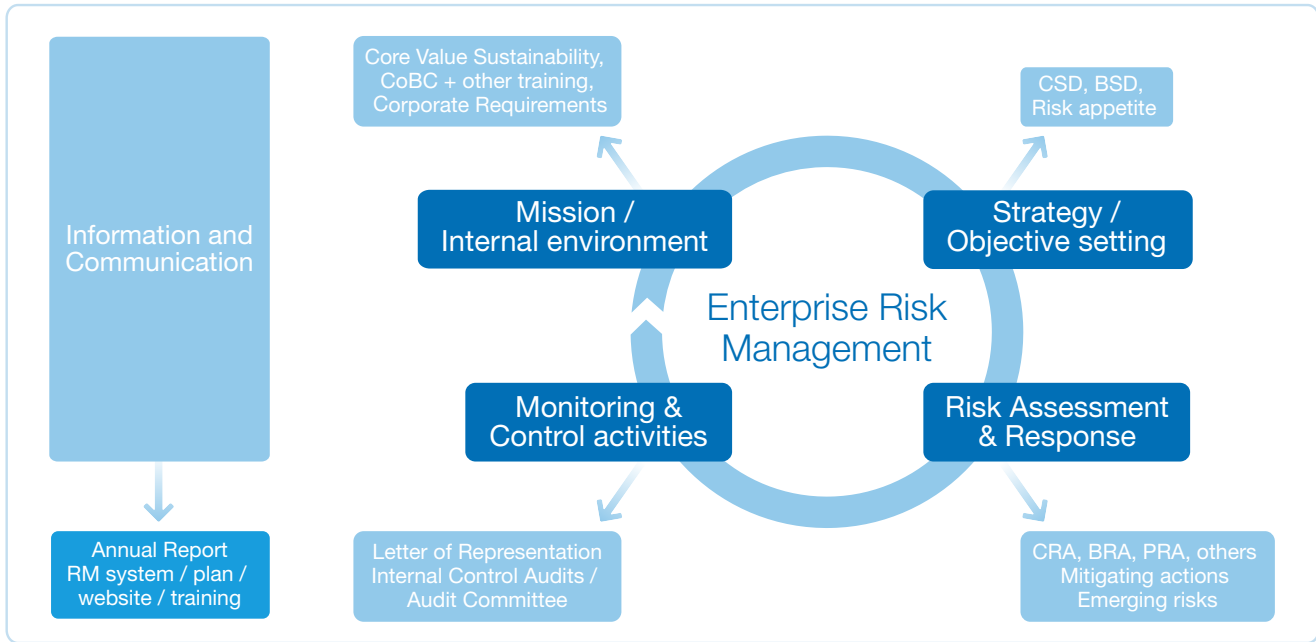 Information and
Communication
Annual Report
RM system / plan /
website / training
Core Value Sustainability,
CoBC + other training,
Corporate Requirements
CSD, BSD,
Risk appetite
Mission /
Internal environment
Strategy /
Objective setting
Enterprise Risk
Management
Monitoring &
Control activities
Risk Assessment
& Response
Letter of Representation
Internal Control Audits /
Audit Committee
CRA, BRA, PRA, others
Mitigating actions
Emerging risks